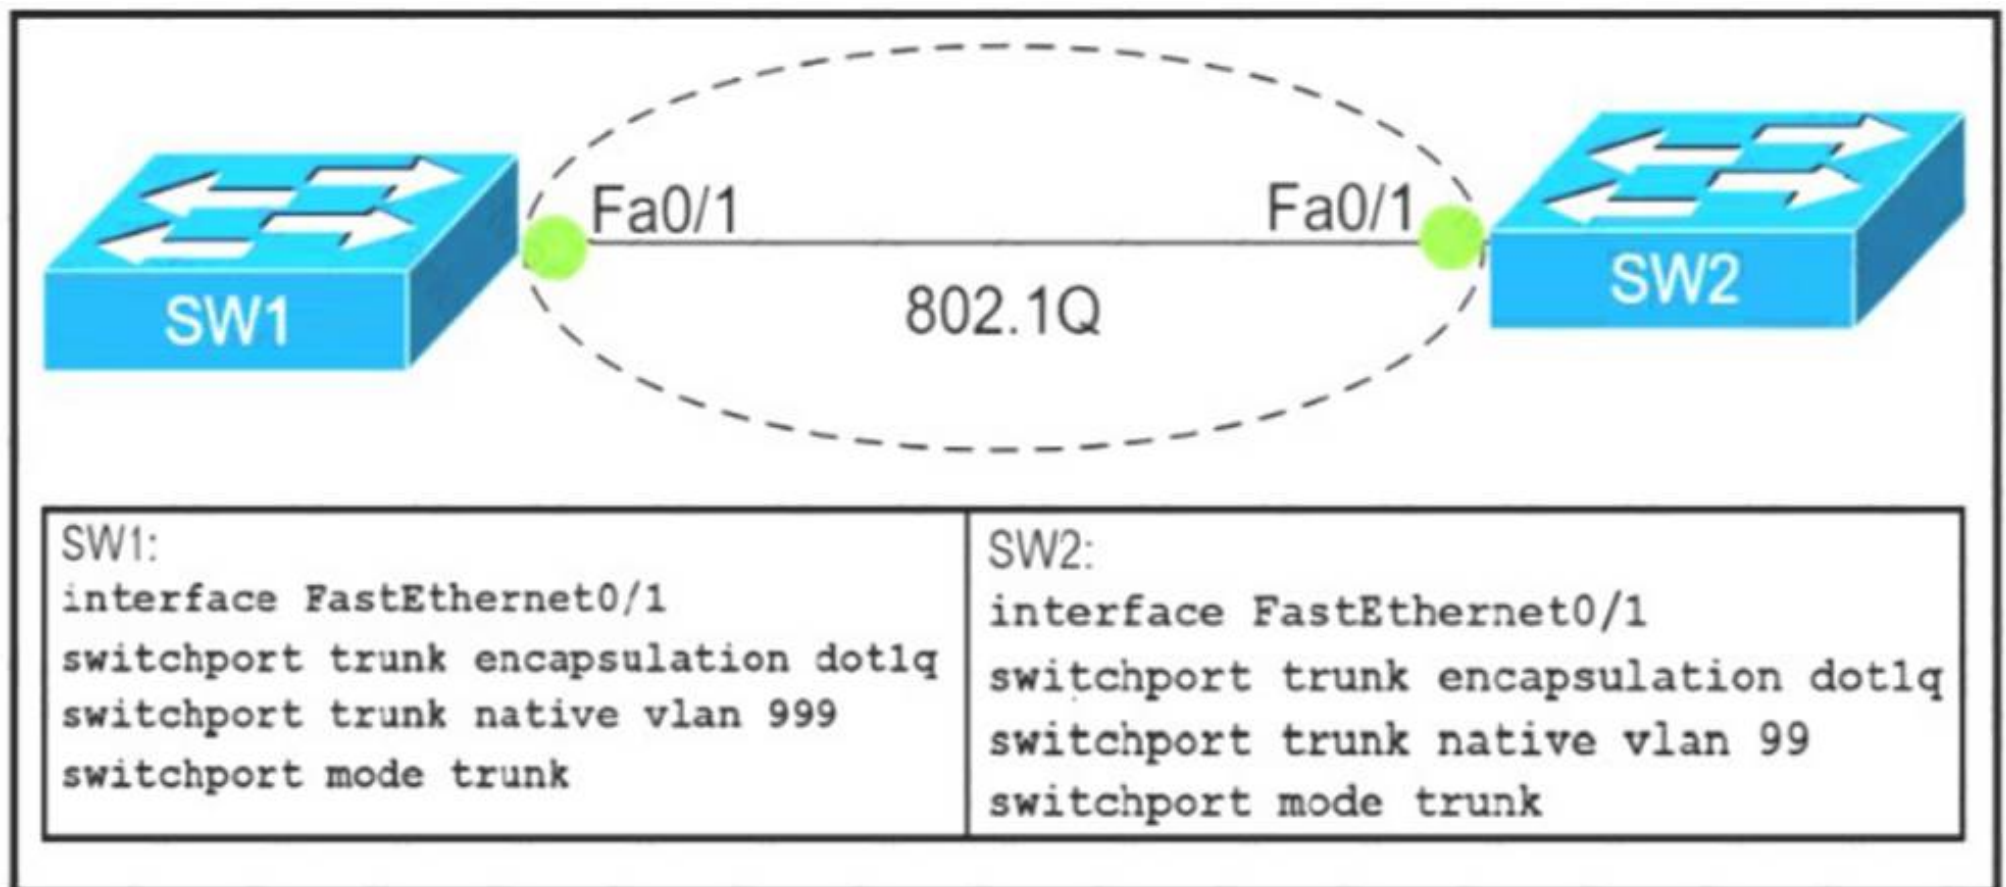 Fa0/1
Fa0/1
SW1
802.1Q
SW2
SW1:
interface FastEthernet0/1
switchport trunk encapsulation dot1q
switchport trunk native vlan 999
switchport mode trunk
SW2:
interface FastEthernet0/1
switchport trunk encapsulation dot1q
switchport trunk native vlan 99
switchport mode trunk